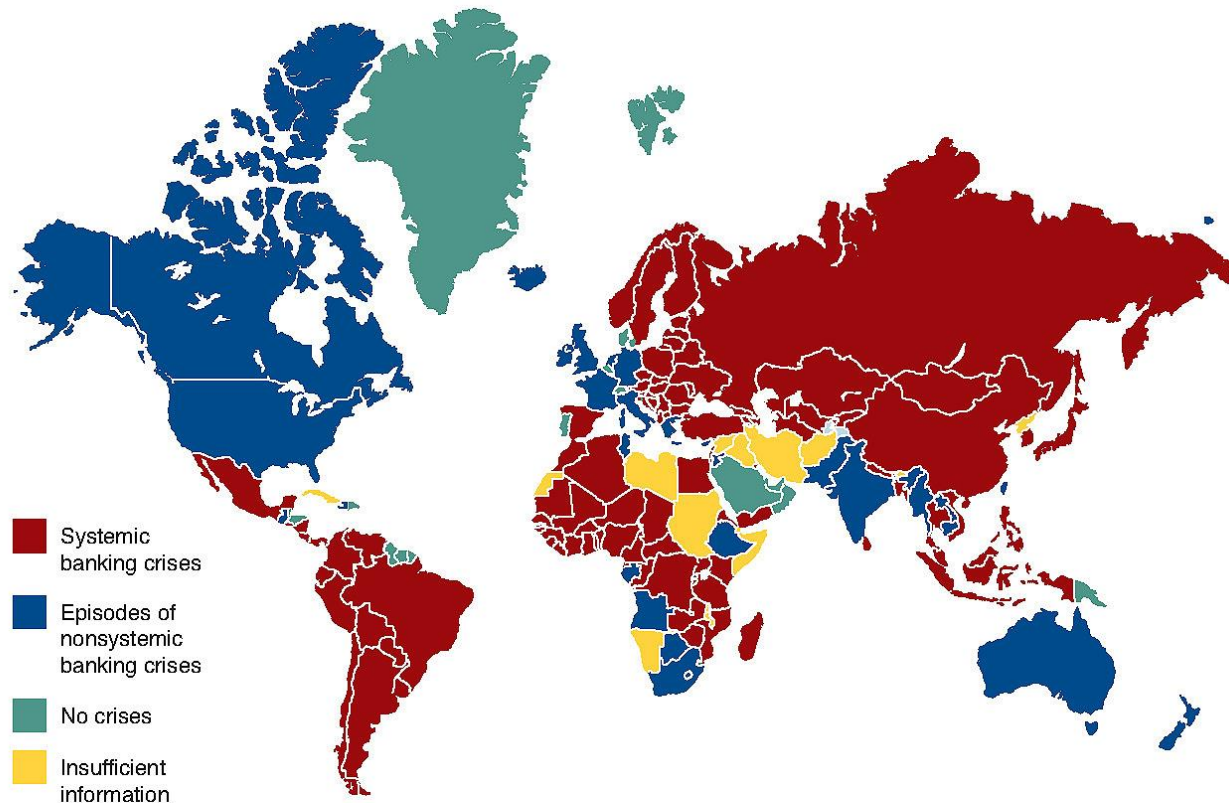 Systemic
banking crises
Episodes of
nonsystemic
banking crises
No crises
Insufficient
information